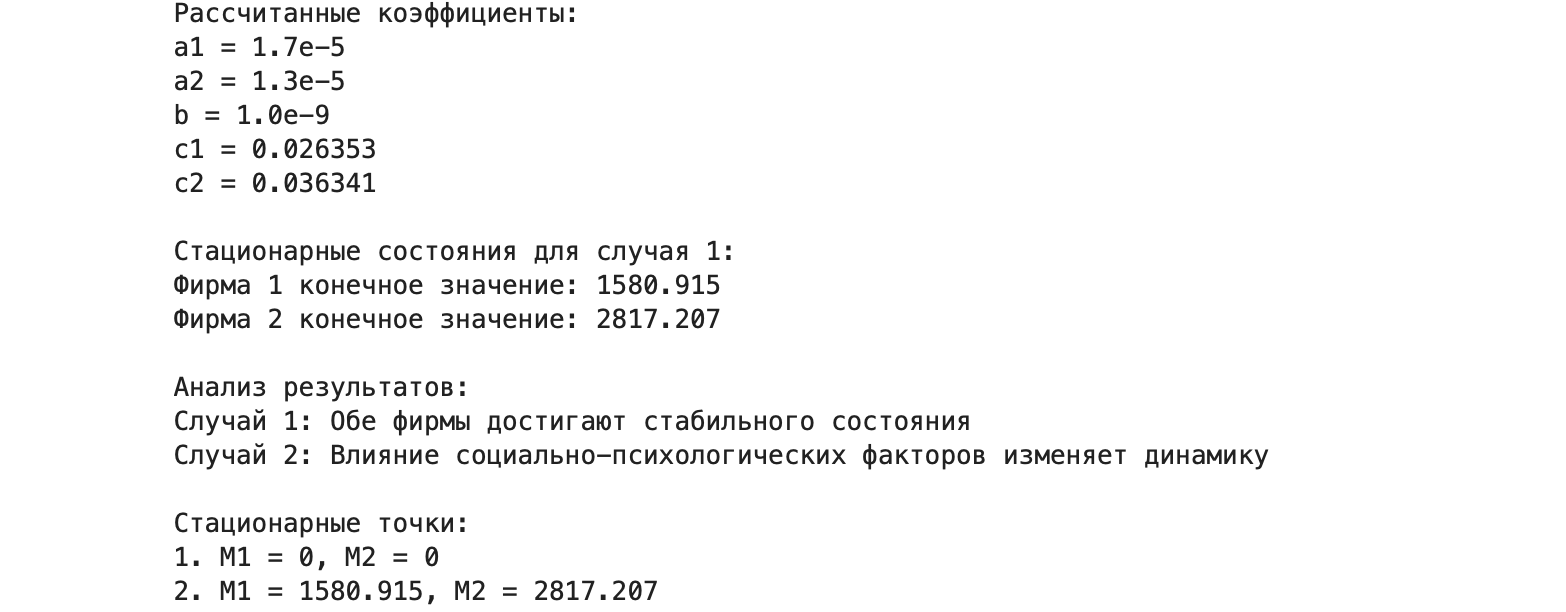 Рассчитанные коэффициенты:
a1 = 1.7e-5
a2 = 1.3e-5
b = 1.0e-9
c1 = 0.026353
c2 = 0.036341
Стационарные состояния для случая 1:
Фирма 1 конечное значение: 1580.915
Фирма 2 конечное значение: 2817.207
Анализ результатов:
Случай 1: Обе фирмы достигают стабильного состояния
Случай 2: Влияние социально-психологических факторов изменяет динамику
Стационарные точки:
1. M1 = 0, M2 = 0
2. M1 = 1580.915, M2 = 2817.207